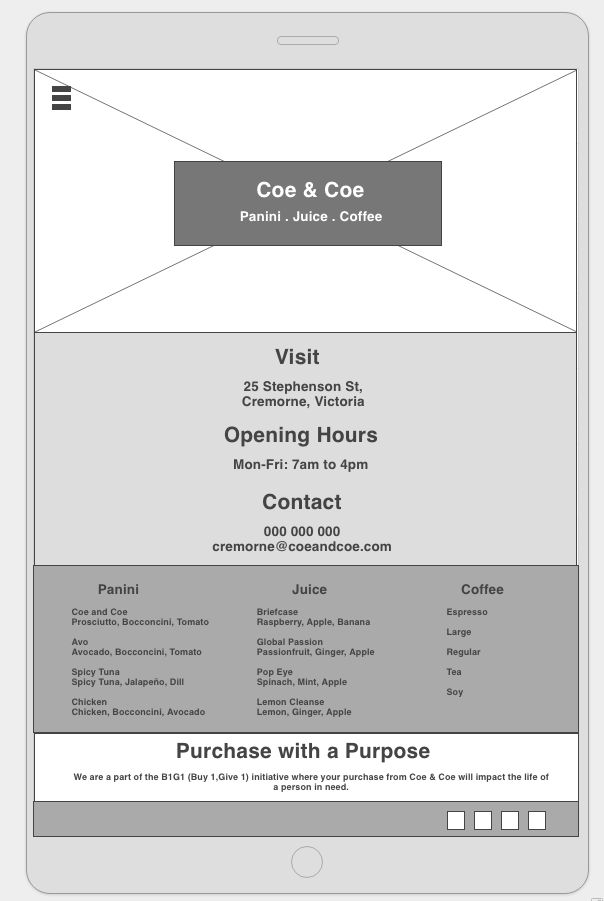 Coe & Coe
Panini . Juice . Coffee
Visit
25 Stephenson St,
Cremorne, Victoria
Opening Hours
Mon-Fri: 7am to 4pm
Contact
000 000 000
cremorne@coeandcoe.com
Panini
Coe and Coe
Prosciutto, Bocconcini, Tomato
Avo
Avocado, Bocconcini, Tomato
Spicy Tuna
Spicy Tuna, Jalapeño, Dill
Chicken
Chicken, Bocconcini, Avocado
Juice
Briefcase
Raspberry, Apple, Banana
Global Passion
Passionfruit, Ginger, Apple
Pop Eye
Spinach, Mint, Apple
Lemon Cleanse
Lemon, Ginger, Apple
Coffee
Espresso
Large
Regular
Tea
Soy
Purchase with a Purpose
We are a part of the B1G1 (Buy 1,Give 1) initiative where your purchase from Coe & Coe will impact the life of
a person in need.